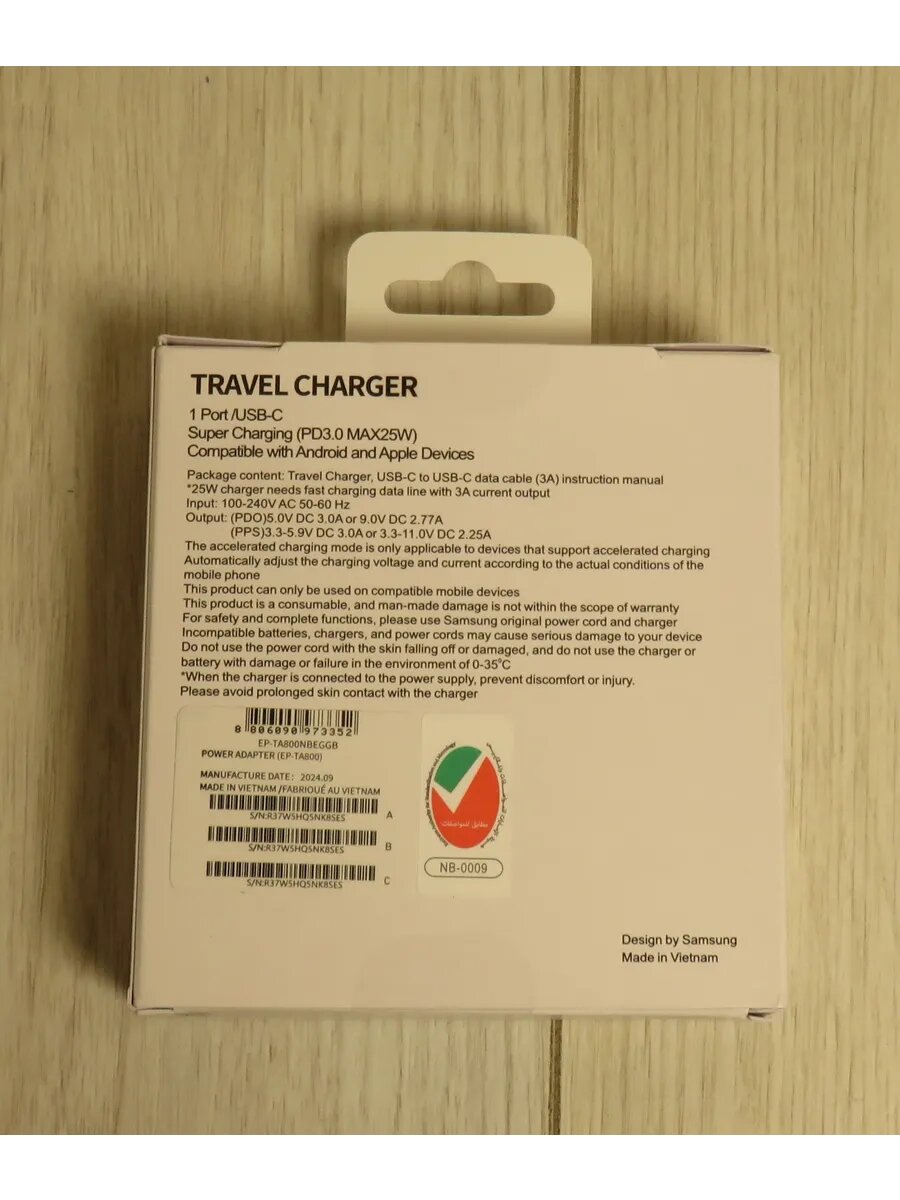 TRAVEL CHARGER
1 Port /USB-C
Super Charging (PD3.0 MAX25W)
Compatible with Android and Apple Devices
Package content: Travel Charger, USB-C to USB-C data cable (3A) instruction manual
*25W charger needs fast charging data line with 3A current output
Input: 100-240V AC 50-60 Hz
Output: (PDO)5.0V DC 3.0A or 9.0V DC 2.77A
(PPS)3.3-5.9V DC 3.0A or 3.3-11.0V DC 2.25A
The accelerated charging mode is only applicable to devices that support accelerated charging
Automatically adjust the charging voltage and current according to the actual conditions of the
mobile phone
This product can only be used on compatible mobile devices
This product is a consumable, and man-made damage is not within the scope of warranty
For safety and complete functions, please use Samsung original power cord and charger
Incompatible batteries, chargers, and power cords may cause serious damage to your device
Do not use the power cord with the skin falling off or damaged, and do not use the charger or
battery with damage or failure in the environment of 0-35°C
*When the charger is connected to the power supply, prevent discomfort or injury.
Please avoid prolonged skin contact with the charger
8 806090 973352
EP-TA800NBEGGB
POWER ADAPTER (EP-TA800)
MANUFACTURE DATE: 2024.09
MADE IN VIETNAM /FABRIQUÉ AU VIETNAM
S/N:R37W5HQ5NK8SES
A
S/N:R37W5HQ5NK8SES
B
S/N:R37W5HQ5NK8SES
C
Emirates Authority for Standardization and Metrology
مطابق للمواصفات
NB-0009
Design by Samsung
Made in Vietnam